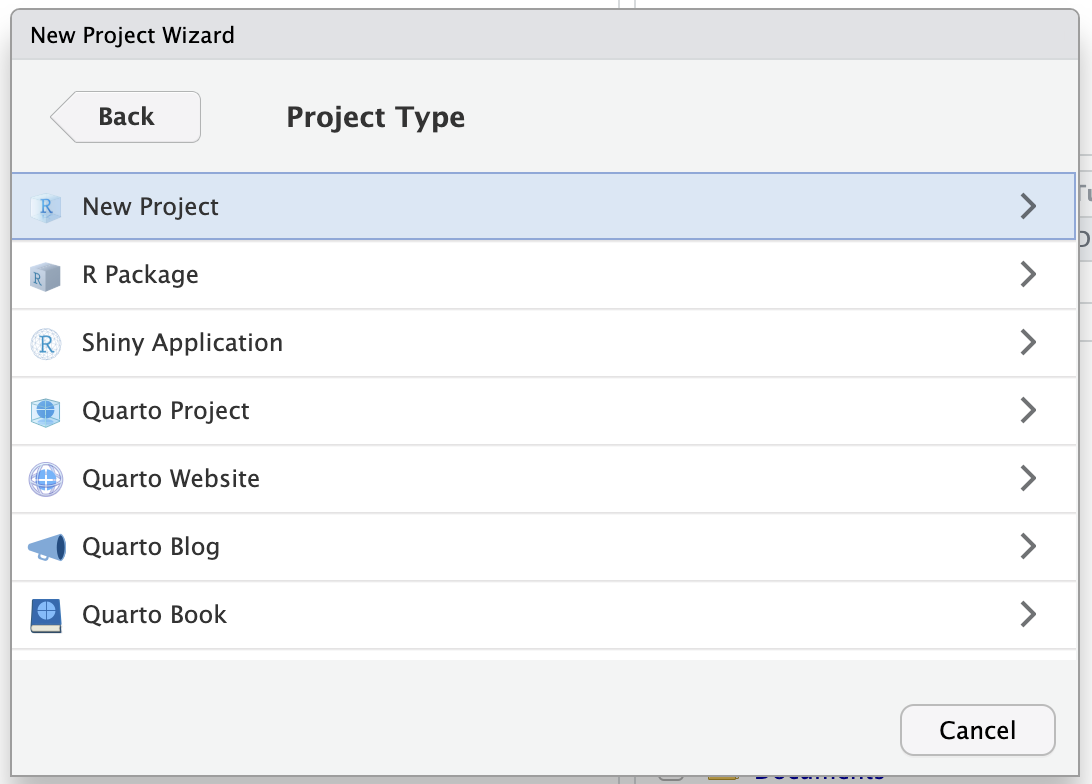 New Project Wizard
Back
Project Type
New Project
R Package
Shiny Application
Quarto Project
Quarto Website
Quarto Blog
Quarto Book
Cancel
Documents